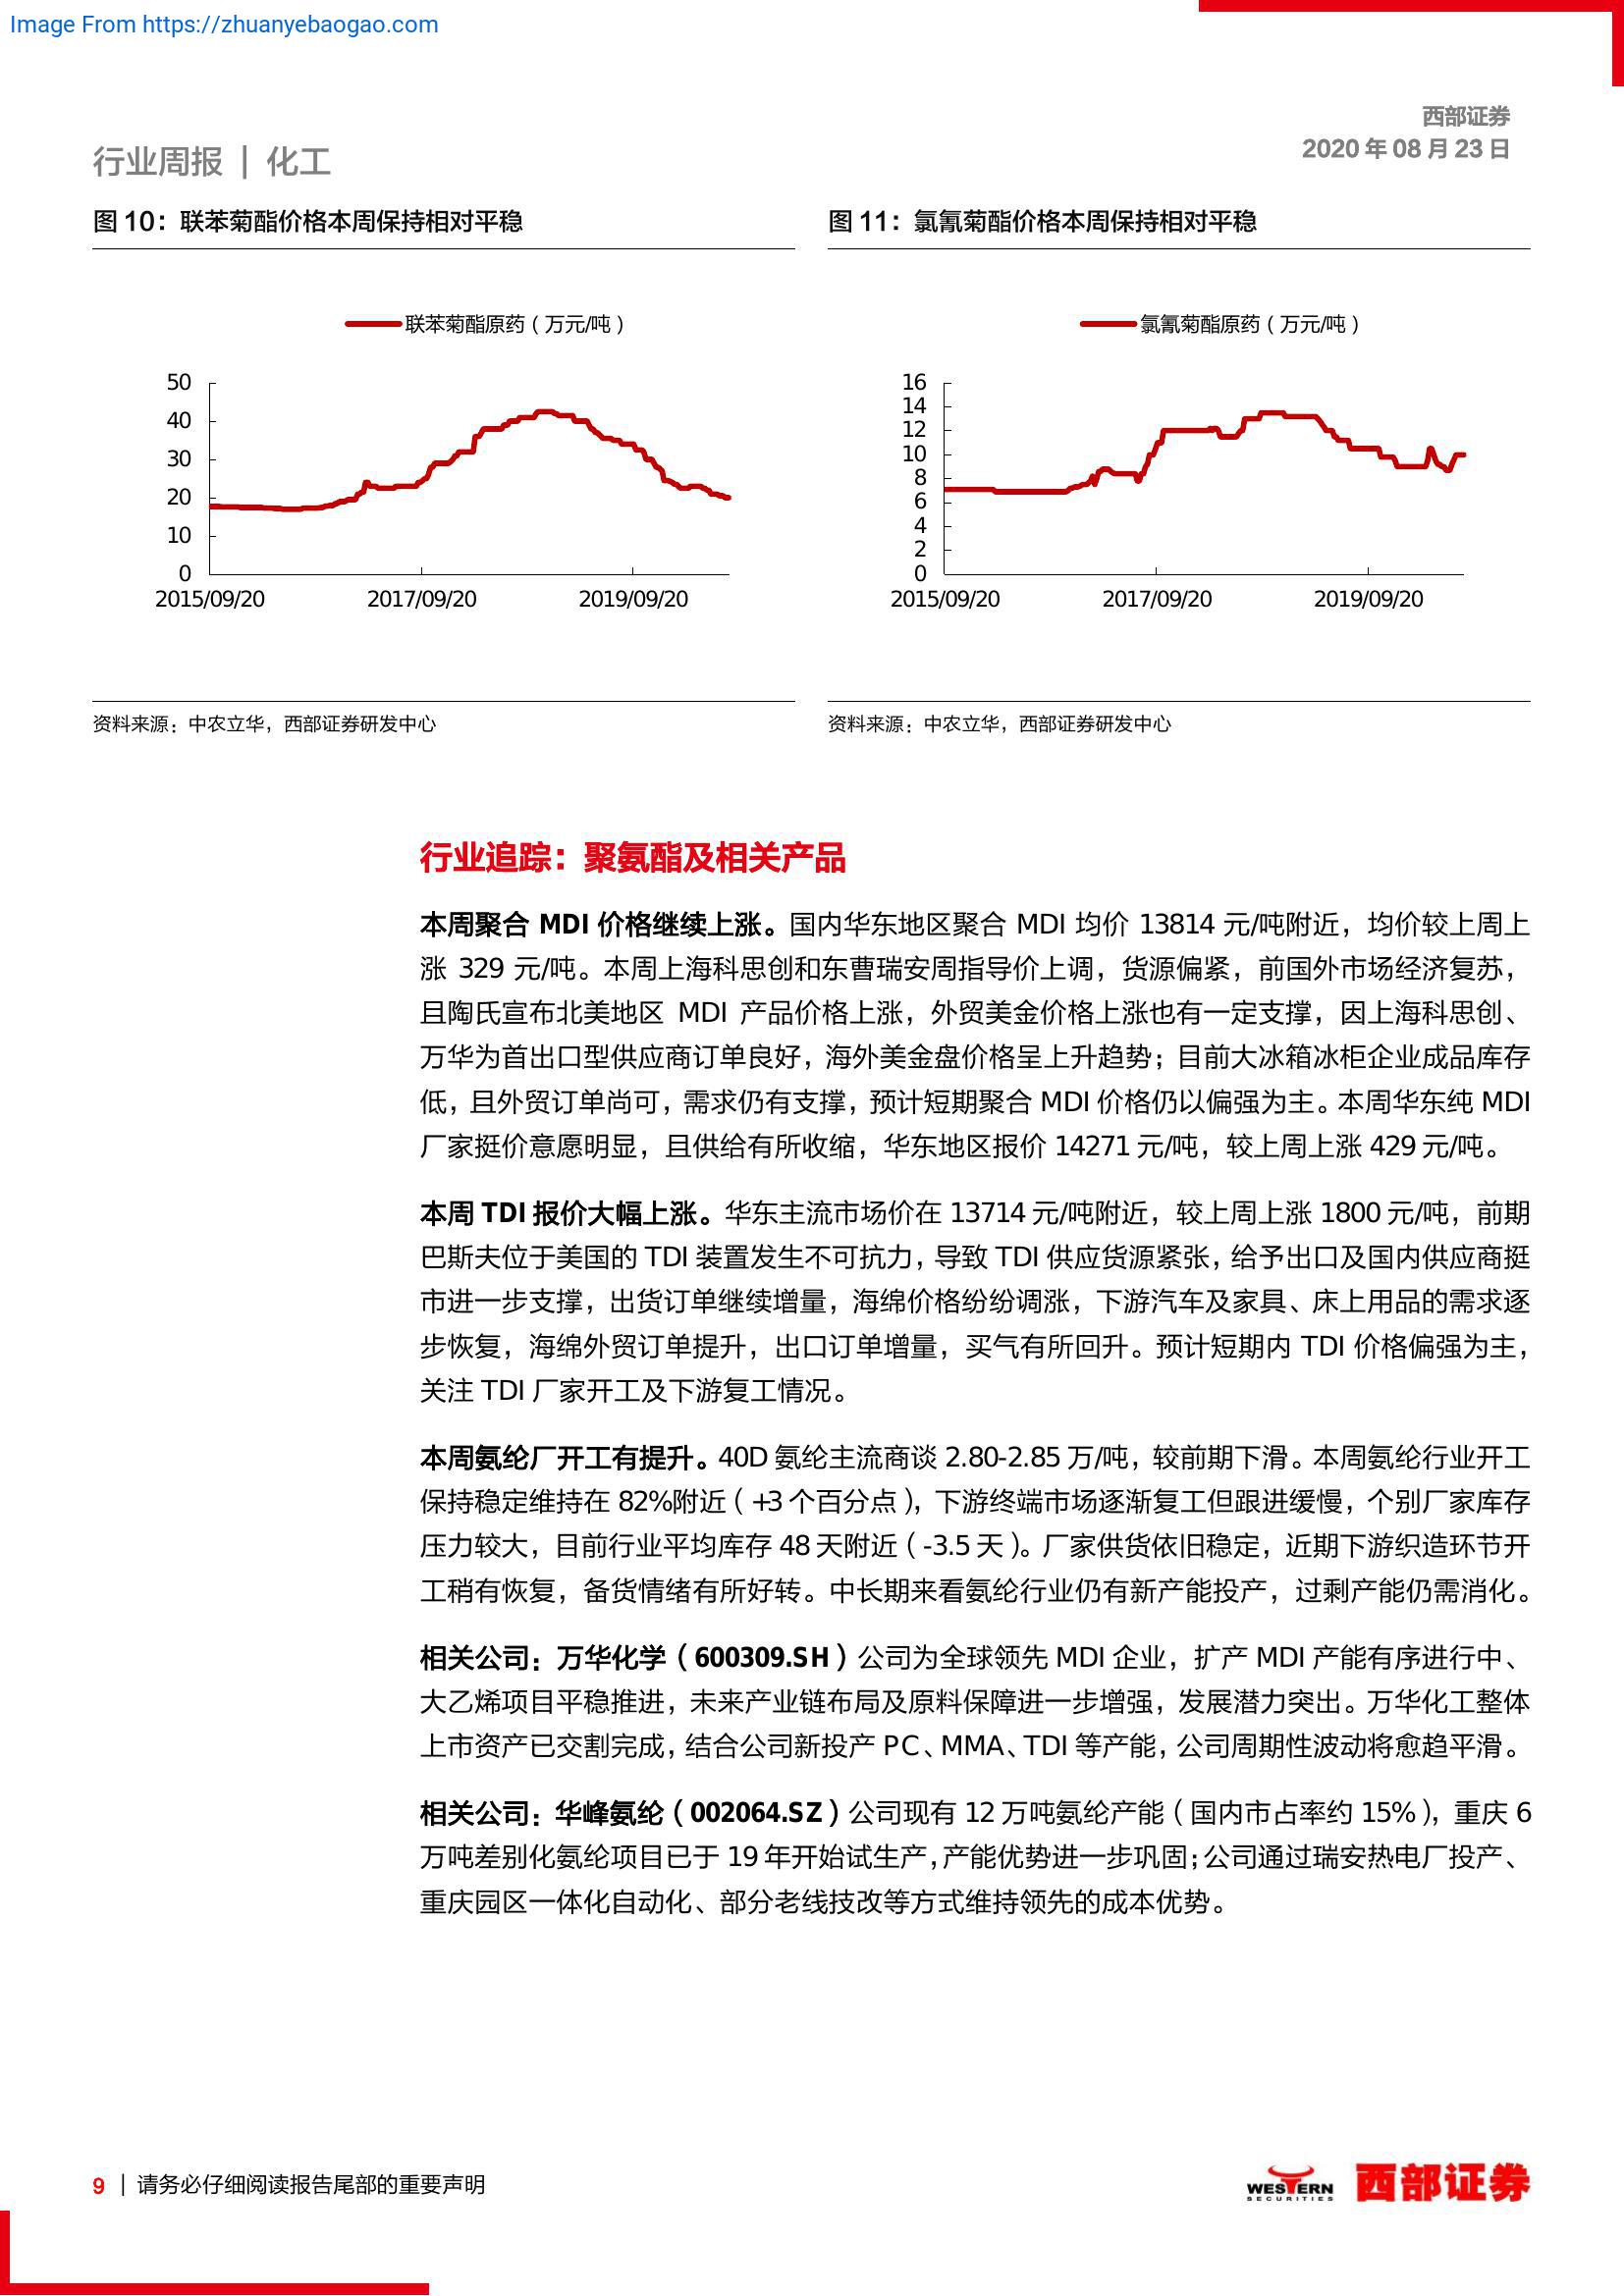 Image From https://zhuanyebaogao.com
西部证券
2020 年 08 月 23 日
行业周报 | 化工
图 10：联苯菊酯价格本周保持相对平稳
图 11：氯氰菊酯价格本周保持相对平稳
联苯菊酯原药（万元/吨）
50
40
30
20
10
0
2015/09/20 2017/09/20 2019/09/20
氯氰菊酯原药（万元/吨）
16
14
12
10
8
6
4
2
0
2015/09/20 2017/09/20 2019/09/20
资料来源：中农立华，西部证券研发中心
资料来源：中农立华，西部证券研发中心
行业追踪：聚氨酯及相关产品
本周聚合 MDI 价格继续上涨。国内华东地区聚合 MDI 均价 13814 元/吨附近，均价较上周上
涨 329 元/吨。本周上海科思创和东曹瑞安周指导价上调，货源偏紧，前国外市场经济复苏，
且陶氏宣布北美地区 MDI 产品价格上涨，外贸美金价格上涨也有一定支撑，因上海科思创、
万华为首出口型供应商订单良好，海外美金盘价格呈上升趋势；目前大冰箱冰柜企业成品库存
低，且外贸订单尚可，需求仍有支撑，预计短期聚合 MDI 价格仍以偏强为主。本周华东纯 MDI
厂家挺价意愿明显，且供给有所收缩，华东地区报价 14271 元/吨，较上周上涨 429 元/吨。
本周 TDI 报价大幅上涨。华东主流市场价在 13714 元/吨附近，较上周上涨 1800 元/吨，前期
巴斯夫位于美国的 TDI 装置发生不可抗力，导致 TDI 供应货源紧张，给予出口及国内供应商挺
市进一步支撑，出货订单继续增量，海绵价格纷纷调涨，下游汽车及家具、床上用品的需求逐
步恢复，海绵外贸订单提升，出口订单增量，买气有所回升。预计短期内 TDI 价格偏强为主，
关注 TDI 厂家开工及下游复工情况。
本周氨纶厂开工有提升。40D 氨纶主流商谈 2.80-2.85 万/吨，较前期下滑。本周氨纶行业开工
保持稳定维持在 82%附近（+3 个百分点），下游终端市场逐渐复工但跟进缓慢，个别厂家库存
压力较大，目前行业平均库存 48 天附近（-3.5 天）。厂家供货依旧稳定，近期下游织造环节开
工稍有恢复，备货情绪有所好转。中长期来看氨纶行业仍有新产能投产，过剩产能仍需消化。
相关公司：万华化学（600309.SH）公司为全球领先 MDI 企业，扩产 MDI 产能有序进行中、
大乙烯项目平稳推进，未来产业链布局及原料保障进一步增强，发展潜力突出。万华化工整体
上市资产已交割完成，结合公司新投产 PC、MMA、TDI 等产能，公司周期性波动将愈趋平滑。
相关公司：华峰氨纶（002064.SZ）公司现有 12 万吨氨纶产能（国内市占率约 15%），重庆 6
万吨差别化氨纶项目已于 19 年开始试生产，产能优势进一步巩固；公司通过瑞安热电厂投产、
重庆园区一体化自动化、部分老线技改等方式维持领先的成本优势。
9 | 请务必仔细阅读报告尾部的重要声明
WESTERN
SECURITIES
西部证券